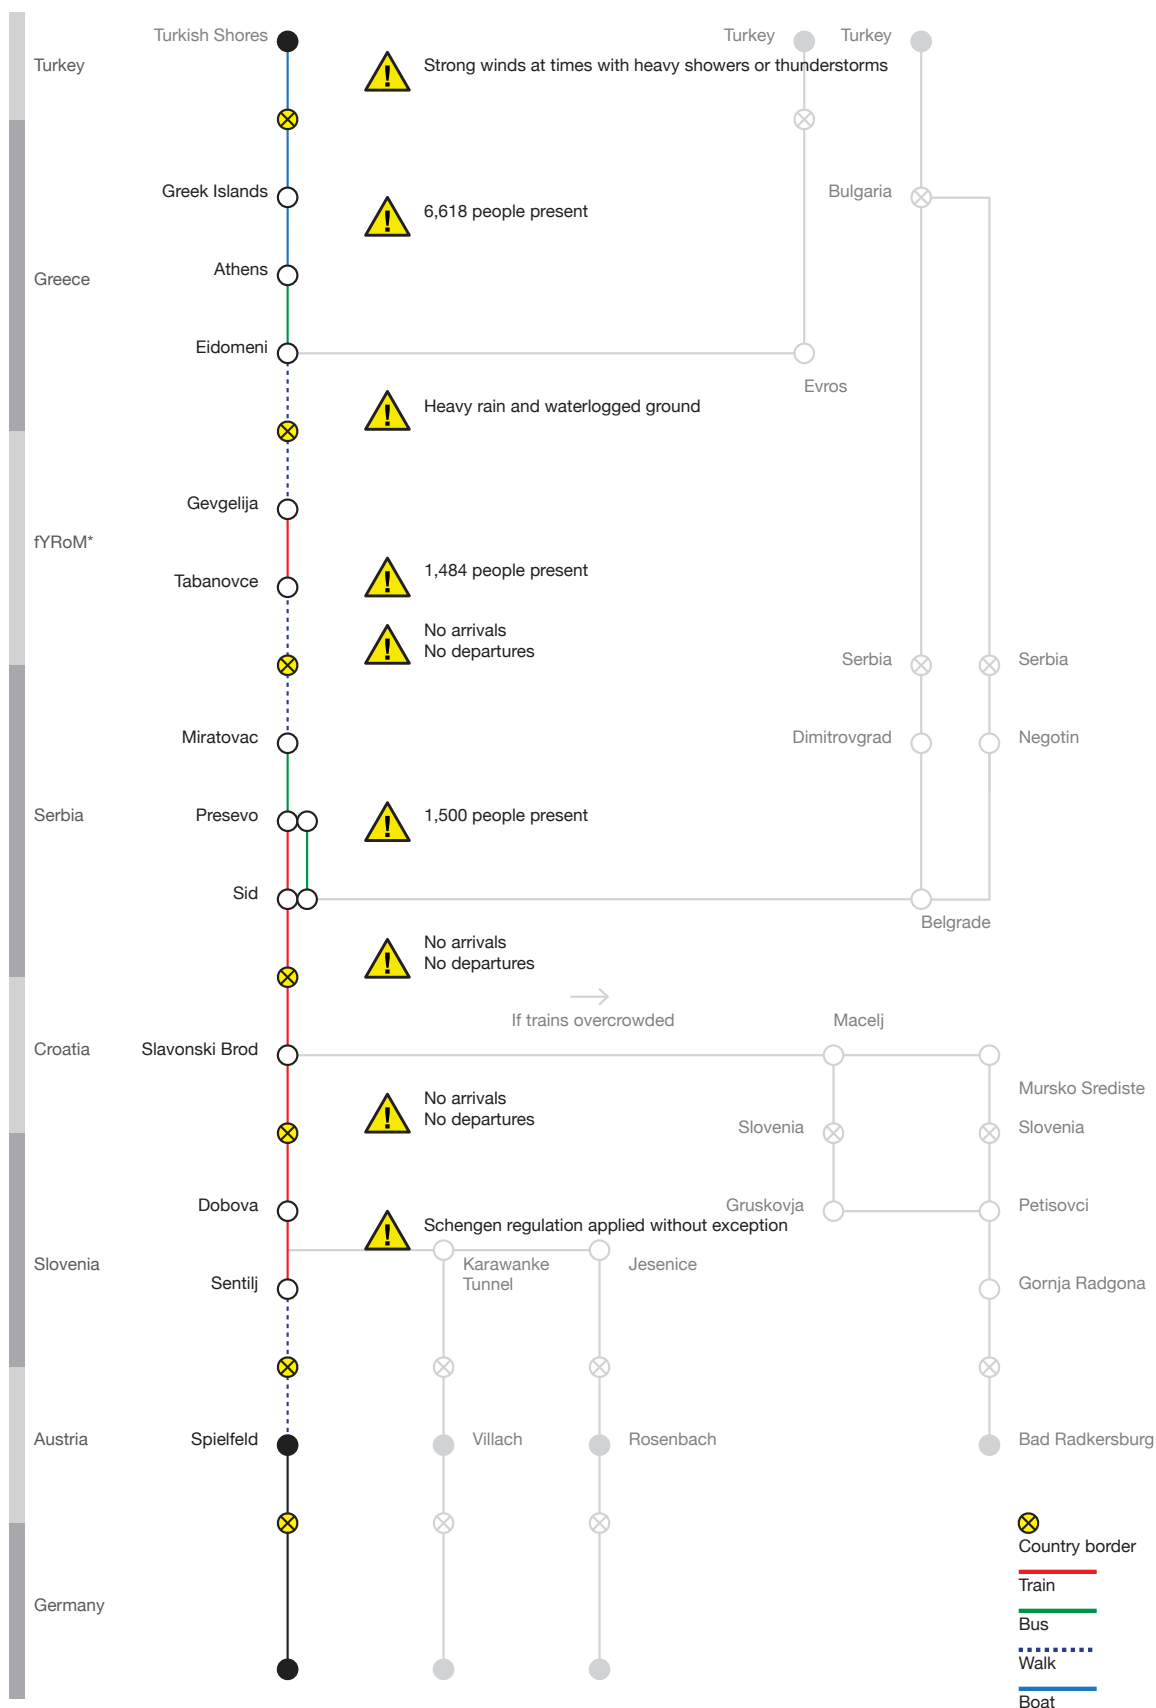 Turkish Shores
Turkey
Turkey
Turkey
Strong winds at times with heavy showers or thunderstorms
Greek Islands
6,618 people present
Bulgaria
Athens
Greece
Eidomeni
Evros
Heavy rain and waterlogged ground
Gevgelija
fYRoM*
Tabanovce
1,484 people present
No arrivals
No departures
Serbia
Serbia
Miratovac
Dimitrovgrad
Negotin
Serbia
Presevo
1,500 people present
Sid
Belgrade
No arrivals
No departures
If trains overcrowded
Macelj
Croatia
Slavonski Brod
Mursko Srediste
No arrivals
No departures
Slovenia
Slovenia
Dobova
Gruskovja
Petisovci
Schengen regulation applied without exception
Slovenia
Karawanke
Tunnel
Jesenice
Sentilj
Gornja Radgona
Austria
Spielfeld
Villach
Rosenbach
Bad Radkersburg
Country border
Train
Germany
Bus
Walk
Boat